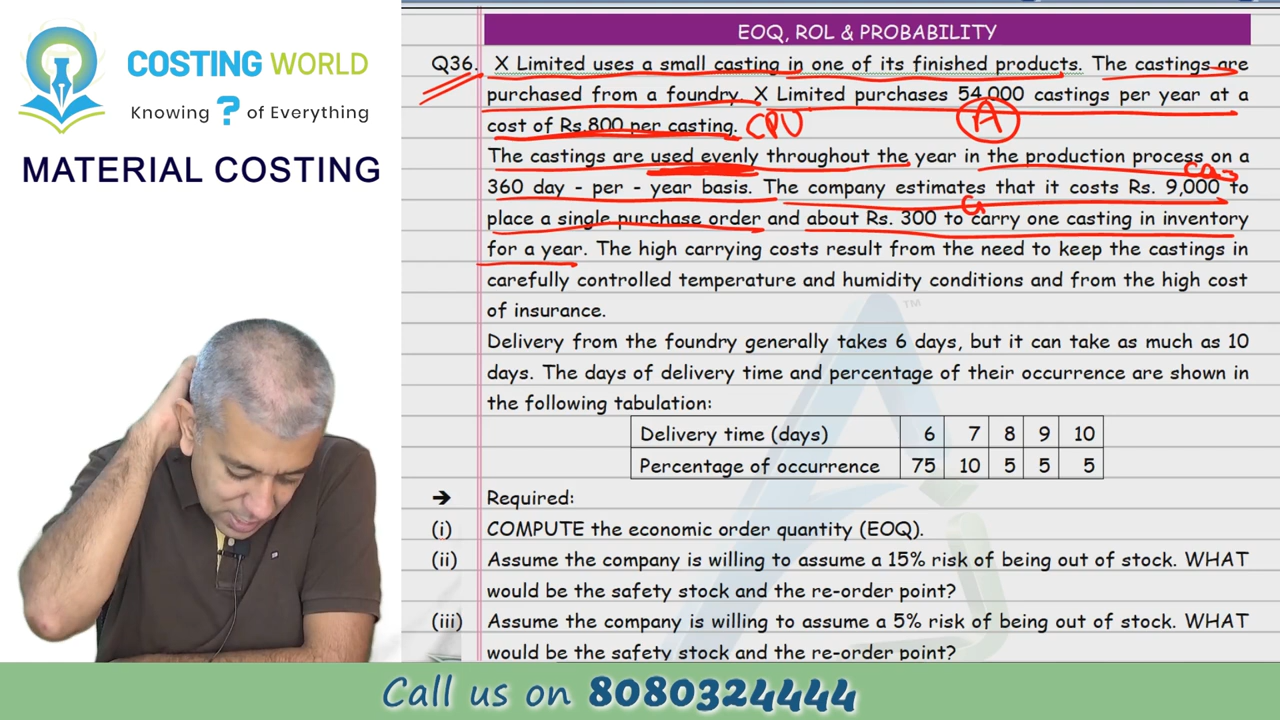 COSTING WORLD
Knowing ? of Everything
MATERIAL COSTING
EOQ, ROL & PROBABILITY
Q36. X Limited uses a small casting in one of its finished products. The castings are
purchased from a foundry. X Limited purchases 54,000 castings per year at a
cost of Rs.800 per casting. CPU A
The castings are used evenly throughout the year in the production process on a
360 day - per - year basis. The company estimates that it costs Rs. 9,000 to
place a single purchase order and about Rs. 300 to carry one casting in inventory
for a year. The high carrying costs result from the need to keep the castings in
carefully controlled temperature and humidity conditions and from the high cost
of insurance.
Delivery from the foundry generally takes 6 days, but it can take as much as 10
days. The days of delivery time and percentage of their occurrence are shown in
the following tabulation:
Delivery time (days) 6 7 8 9 10
Percentage of occurrence 75 10 5 5 5
→ Required:
(i) COMPUTE the economic order quantity (EOQ).
(ii) Assume the company is willing to assume a 15% risk of being out of stock. WHAT
would be the safety stock and the re-order point?
(iii) Assume the company is willing to assume a 5% risk of being out of stock. WHAT
would be the safety stock and the re-order point?
Call us on 8080324444